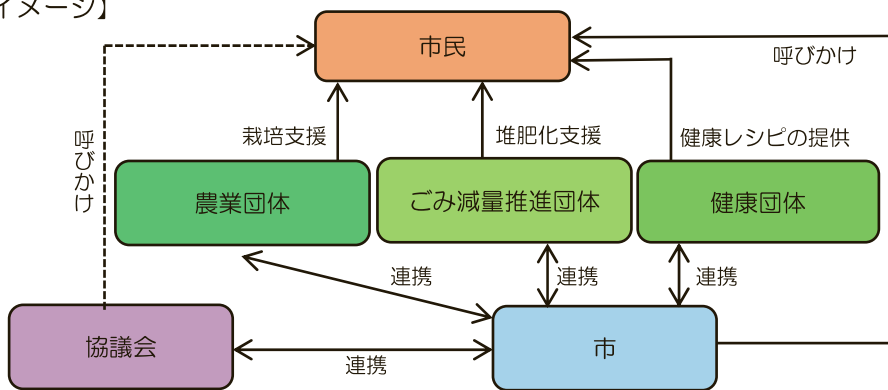 イメージ】
市民
呼びかけ
栽培支援
堆肥化支援
健康レシピの提供
呼びかけ
農業団体
ごみ減量推進団体
健康団体
連携
連携
連携
協議会
連携
市